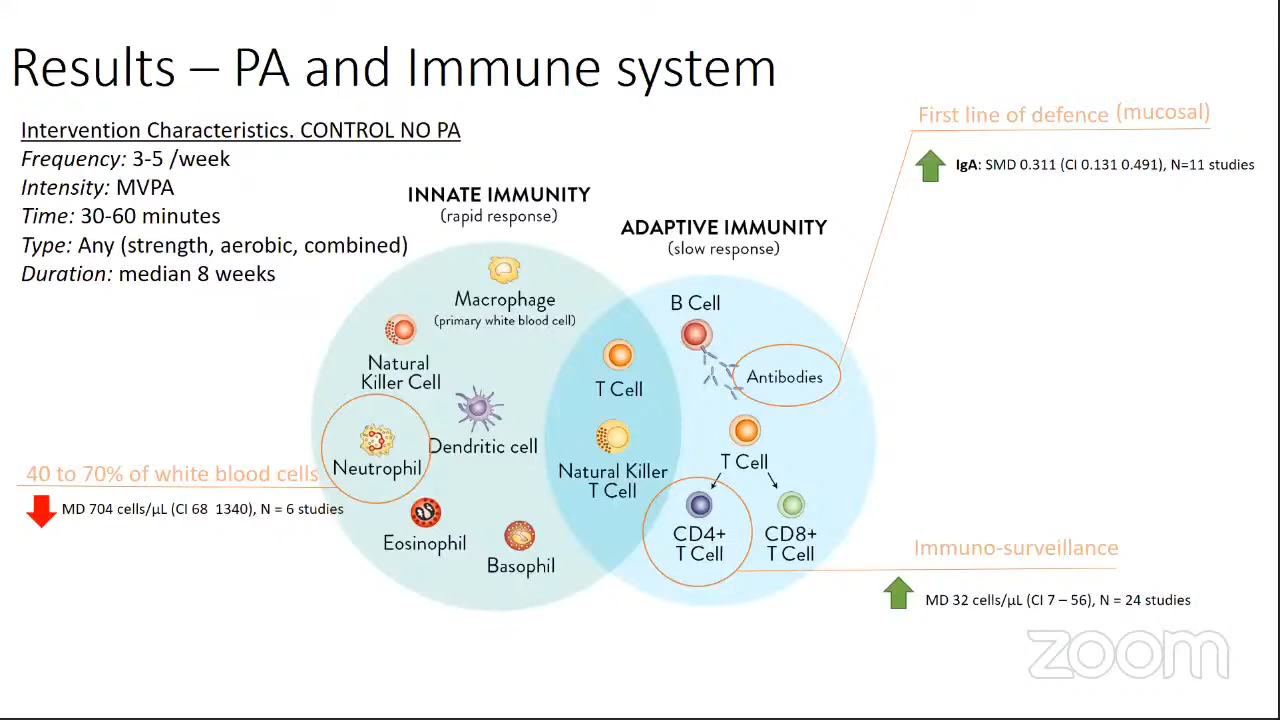 Results – PA and Immune system
Intervention Characteristics. CONTROL NO PA
Frequency: 3-5 /week
Intensity: MVPA
Time: 30-60 minutes
Type: Any (strength, aerobic, combined)
Duration: median 8 weeks
First line of defence (mucosal)
IgA: SMD 0.311 (CI 0.131 0.491), N=11 studies
INNATE IMMUNITY
(rapid response)
ADAPTIVE IMMUNITY
(slow response)
Macrophage
(primary white blood cell)
Natural
Killer Cell
Dendritic cell
Neutrophil
Eosinophil
Basophil
T Cell
Natural Killer
T Cell
B Cell
Antibodies
T Cell
CD4+
T Cell
CD8+
T Cell
40 to 70% of white blood cells
MD 704 cells/µL (CI 68 1340), N = 6 studies
Immuno-surveillance
MD 32 cells/µL (CI 7 – 56), N = 24 studies
zoom